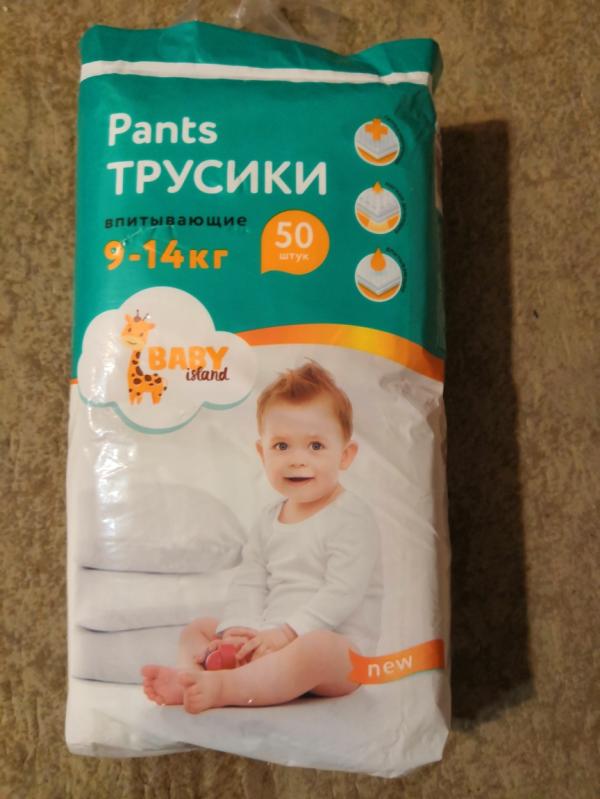 Pants
ТРУСИКИ
впитывающие
9-14кг
50
штук
BABY
island
new